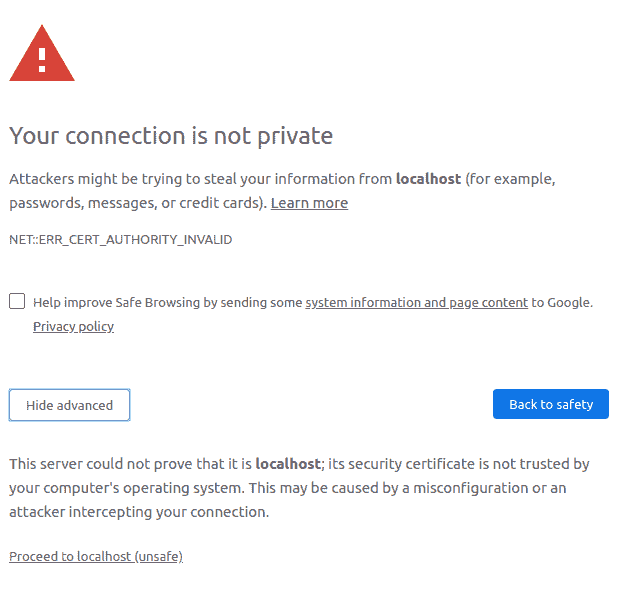 Your connection is not private
Attackers might be trying to steal your information from localhost (for example,
passwords, messages, or credit cards). Learn more
NET::ERR_CERT_AUTHORITY_INVALID
Help improve Safe Browsing by sending some system information and page content to Google.
Privacy policy
Hide advanced
Back to safety
This server could not prove that it is localhost; its security certificate is not trusted by
your computer's operating system. This may be caused by a misconfiguration or an
attacker intercepting your connection.
Proceed to localhost (unsafe)